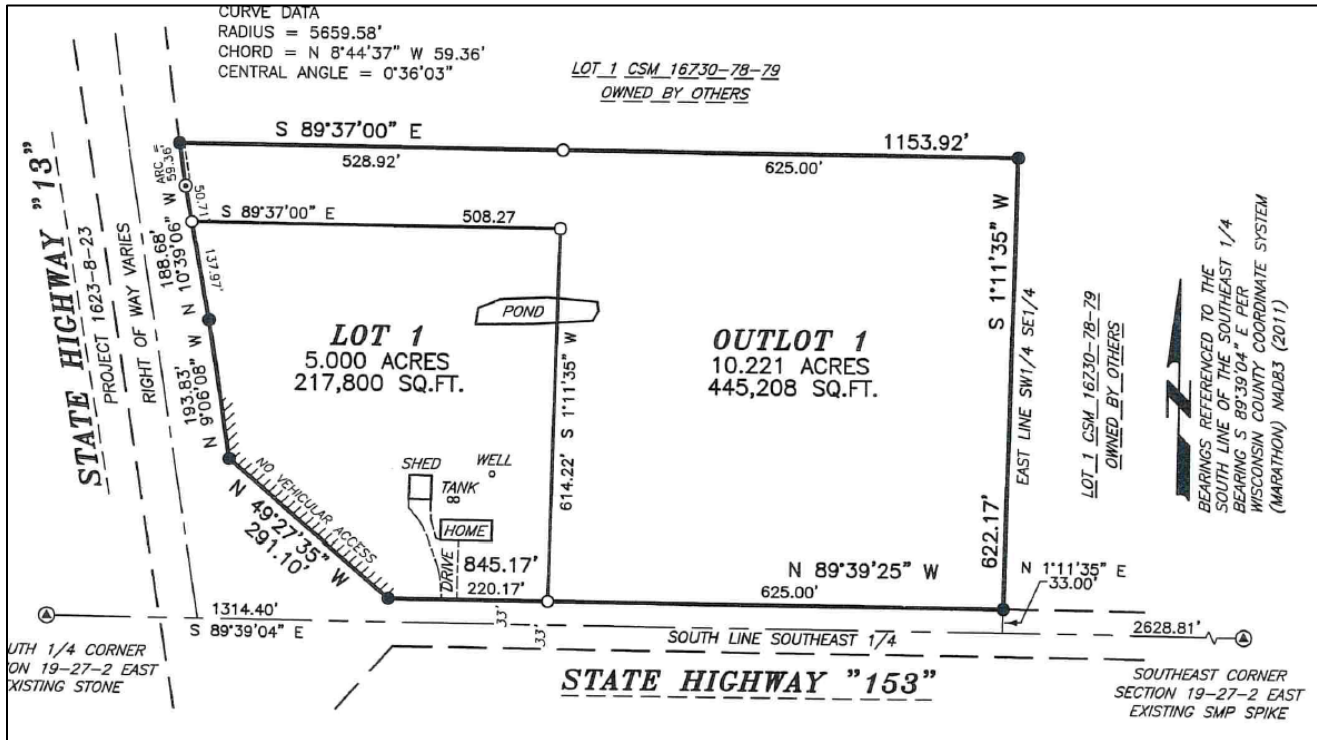 CURVE DATA
RADIUS = 5659.58'
CHORD = N 8°44'37" W 59.36'
CENTRAL ANGLE = 0°36'03"
LOT 1 CSM 16730-78-79
OWNED BY OTHERS
S 89°37'00" E
1153.92'
528.92'
625.00'
ARC =
59.36'
50.71'
S 89°37'00" E
508.27
STATE HIGHWAY "13"
PROJECT 1623-8-23
RIGHT OF WAY VARIES
188.68'
N 10°39'06" W
137.97'
193.83'
N 9°06'08" W
POND
LOT 1
5.000 ACRES
217,800 SQ.FT.
614.22'
S 1°11'35" W
OUTLOT 1
10.221 ACRES
445,208 SQ.FT.
S 1°11'35" W
622.17'
EAST LINE SW1/4 SE1/4
LOT 1 CSM 16730-78-79
OWNED BY OTHERS
N
BEARINGS REFERENCED TO THE
SOUTH LINE OF THE SOUTHEAST 1/4
BEARING S 89°39'04" E PER
WISCONSIN COUNTY COORDINATE SYSTEM
(MARATHON) NAD83 (2011)
NO VEHICULAR ACCESS
N 49°27'35" W
291.10'
SHED
WELL
TANK
HOME
DRIVE
845.17'
220.17'
N 89°39'25" W
625.00'
N 1°11'35" E
33.00'
1314.40'
S 89°39'04" E
33'
33'
SOUTH LINE SOUTHEAST 1/4
2628.81'
UTH 1/4 CORNER
ON 19-27-2 EAST
XISTING STONE
STATE HIGHWAY "153"
SOUTHEAST CORNER
SECTION 19-27-2 EAST
EXISTING SMP SPIKE